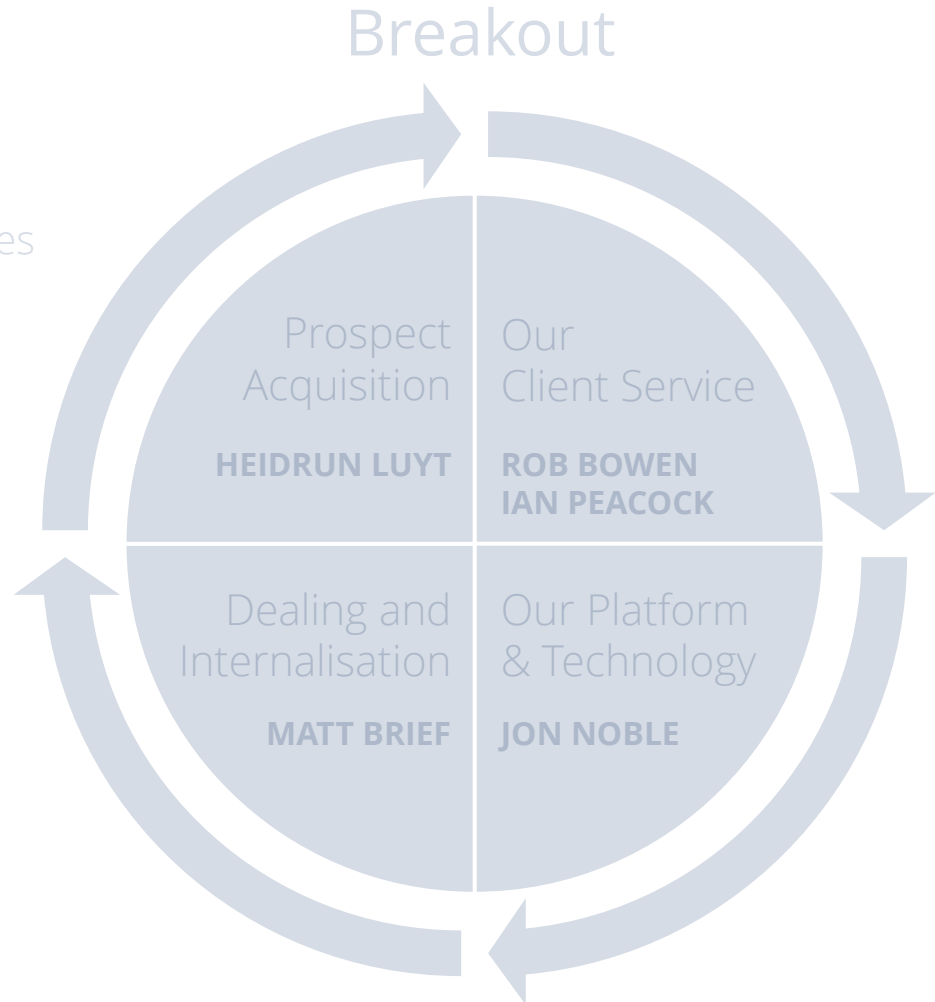 Breakout
es
Prospect
Acquisition
HEIDRUN LUYT
Our
Client Service
ROB BOWEN
IAN PEACOCK
Dealing and
Internalisation
MATT BRIEF
Our Platform
& Technology
JON NOBLE